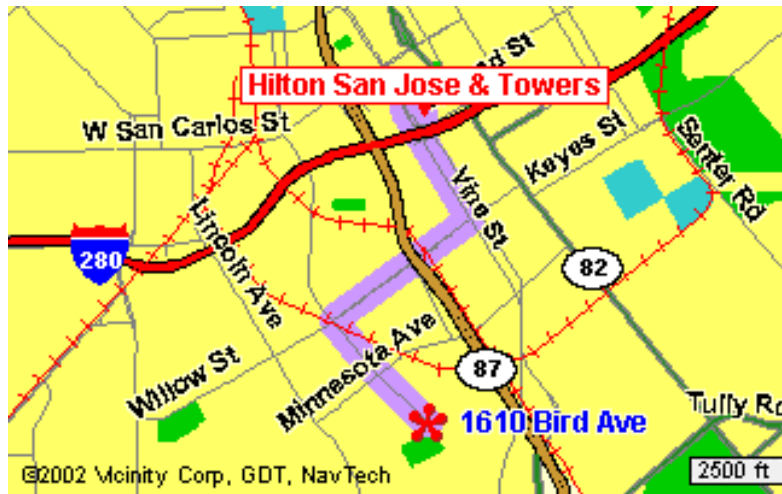 Hilton San Jose & Towers
W San Carlos St
Keyes St
Senter Rd
Vine St
Lincoln Ave
280
82
Minnesota Ave
Willow St
87
1610 Bird Ave
Tully Rd
©2002 Vicinity Corp, GDT, NavTech
2500 ft